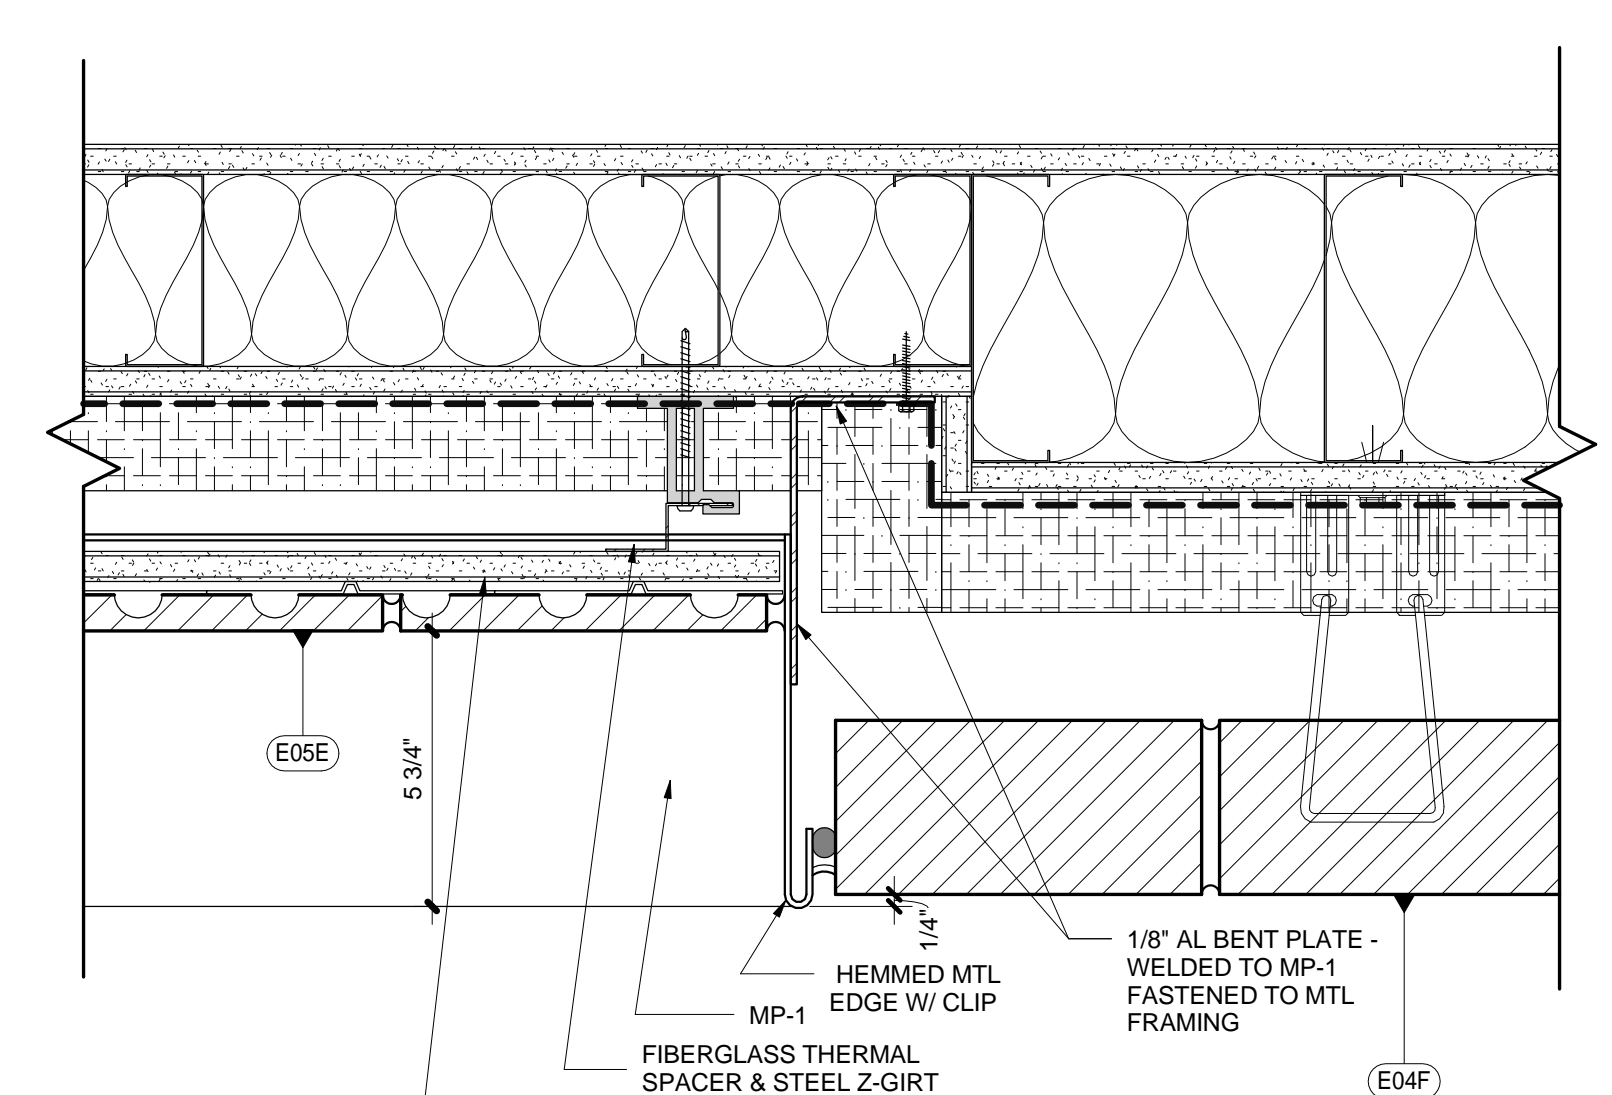 E05E
5 3/4"
1/4"
HEMMED MTL
EDGE W/ CLIP
MP-1
FIBERGLASS THERMAL
SPACER & STEEL Z-GIRT
1/8" AL BENT PLATE -
WELDED TO MP-1
FASTENED TO MTL
FRAMING
E04F